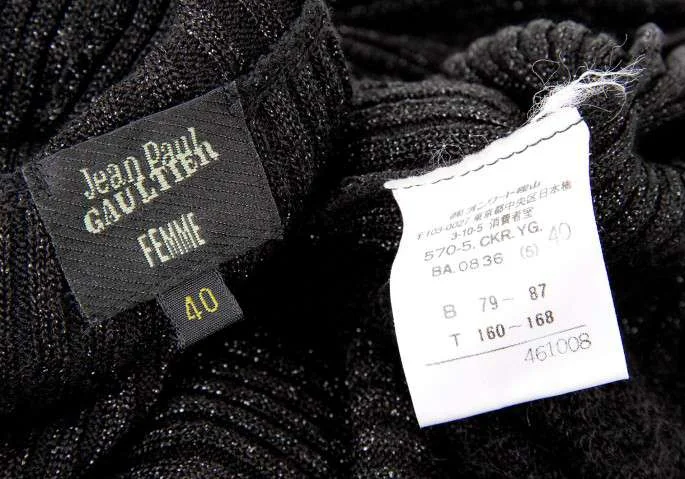 Jean Paul
GAULTIER
FEMME
40
㈱オンワード樫山
〒103-0027 東京都中央区日本橋
3-10-5 消費者室
570-5. CKR. YG.
BA. 0836 (5) 40
B 79～ 87
T 160～168
461008